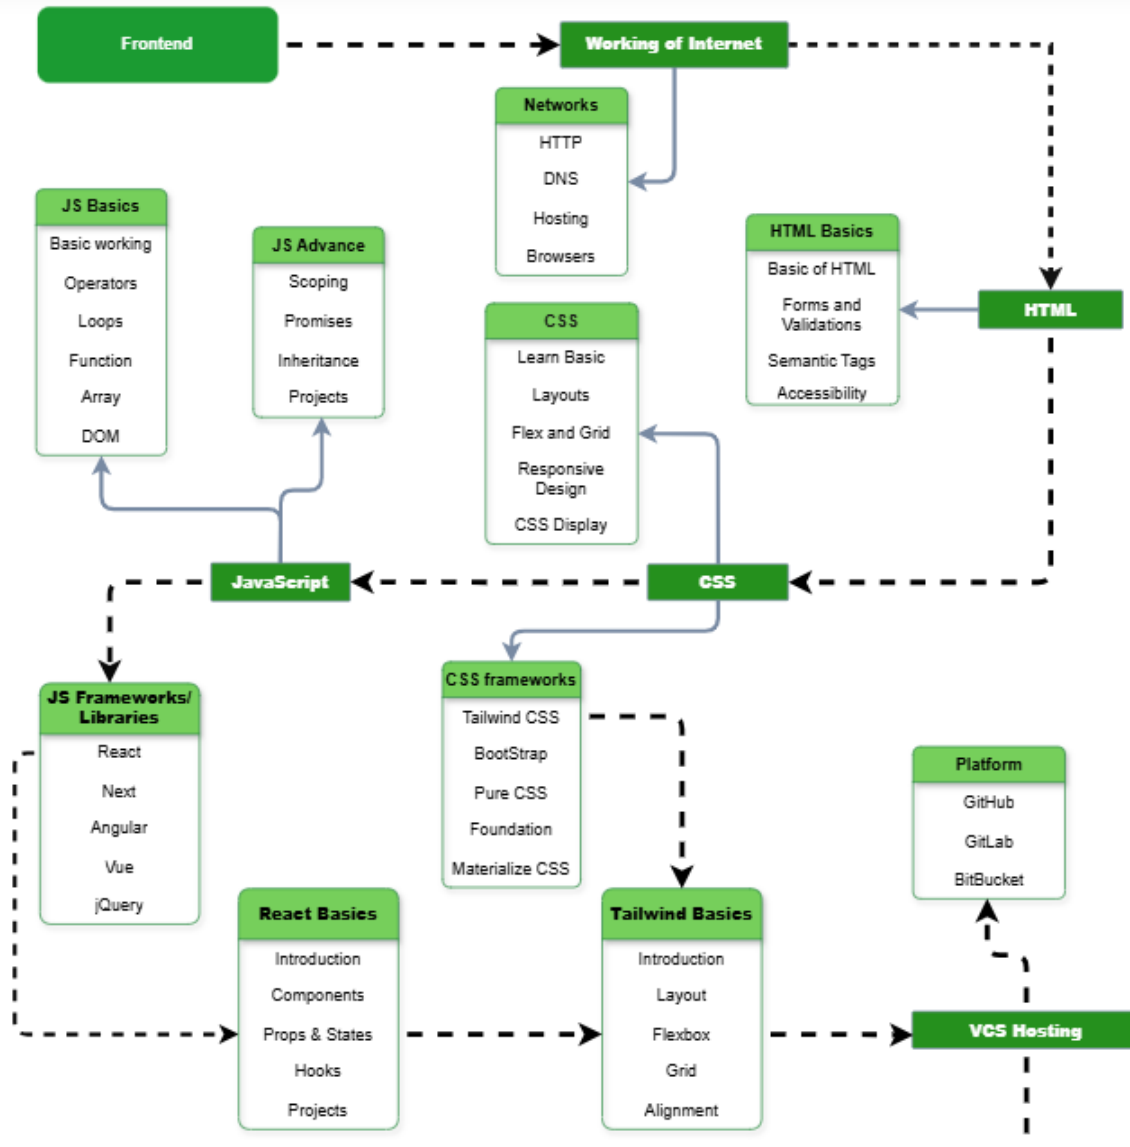 Frontend
Working of Internet
Networks
HTTP
DNS
Hosting
Browsers
JS Basics
Basic working
Operators
Loops
Function
Array
DOM
JS Advance
Scoping
Promises
Inheritance
Projects
HTML Basics
Basic of HTML
Forms and
Validations
Semantic Tags
Accessibility
HTML
CSS
Learn Basic
Layouts
Flex and Grid
Responsive
Design
CSS Display
JavaScript
CSS
JS Frameworks/
Libraries
React
Next
Angular
Vue
jQuery
CSS frameworks
Tailwind CSS
BootStrap
Pure CSS
Foundation
Materialize CSS
Platform
GitHub
GitLab
BitBucket
React Basics
Introduction
Components
Props & States
Hooks
Projects
Tailwind Basics
Introduction
Layout
Flexbox
Grid
Alignment
VCS Hosting